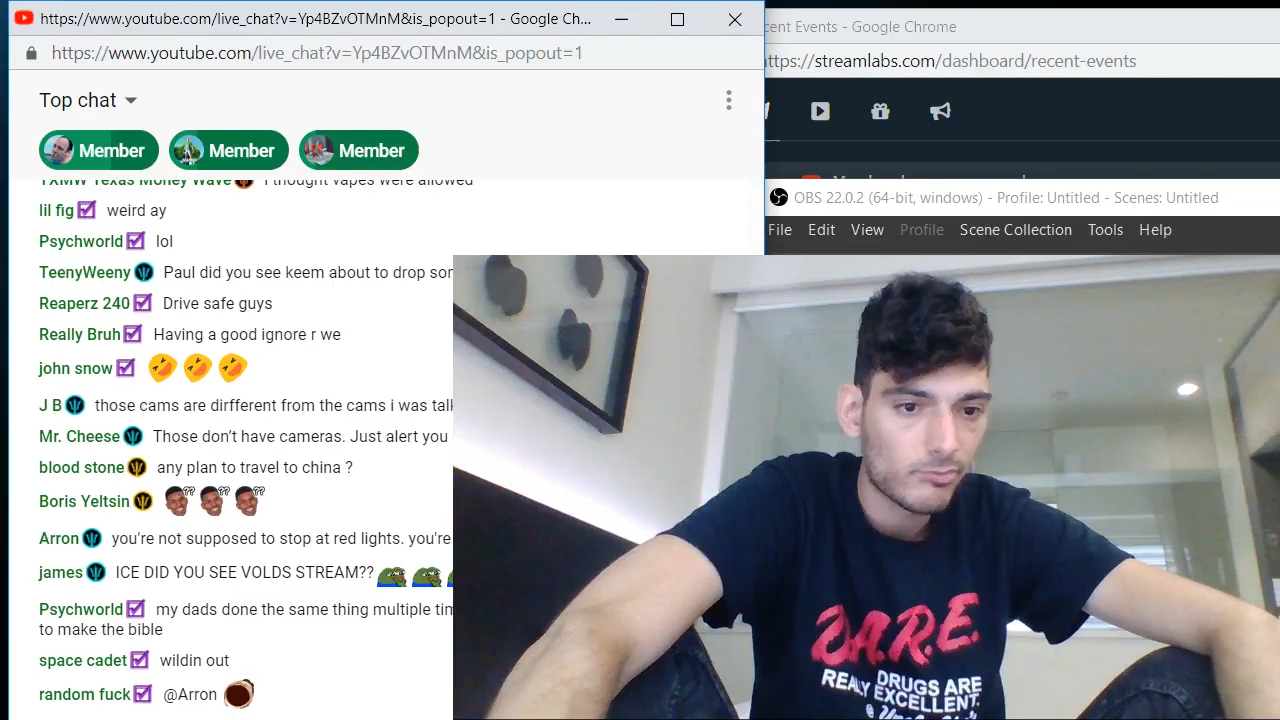 https://www.youtube.com/live_chat?v=Yp4BZvOTMnM&is_popout=1 - Google Ch...
cent Events - Google Chrome
https://www.youtube.com/live_chat?v=Yp4BZvOTMnM&is_popout=1
https://streamlabs.com/dashboard/recent-events
Top chat
Member Member Member
TXMW Texas Money Wave I thought vapes were allowed
OBS 22.0.2 (64-bit, windows) - Profile: Untitled - Scenes: Untitled
File Edit View Profile Scene Collection Tools Help
lil fig weird ay
Psychworld lol
TeenyWeeny Paul did you see keem about to drop
Reaperz 240 Drive safe guys
Really Bruh Having a good ignore r we
john snow
J B those cams are dirfferent from the cams i was
Mr. Cheese Those don’t have cameras. Just alert you
blood stone any plan to travel to china ?
Boris Yeltsin
Arron you're not supposed to stop at red lights. you're
james ICE DID YOU SEE VOLDS STREAM??
Psychworld my dads done the same thing multiple
to make the bible
space cadet wildin out
random fuck @Arron
D.A.R.E.
DRUGS ARE
REALLY EXCELLENT.